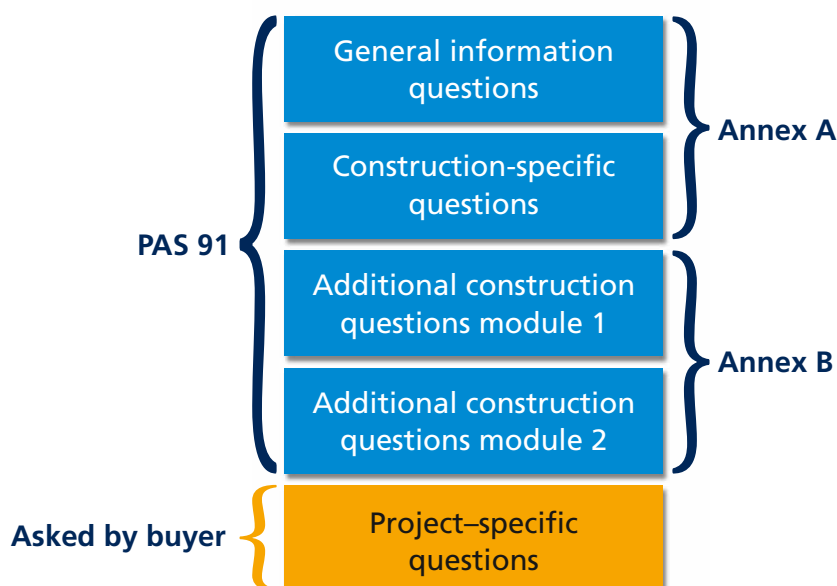 General information
questions
Annex A
Construction-specific
questions
PAS 91
Additional construction
questions module 1
Annex B
Additional construction
questions module 2
Asked by buyer
Project–specific
questions